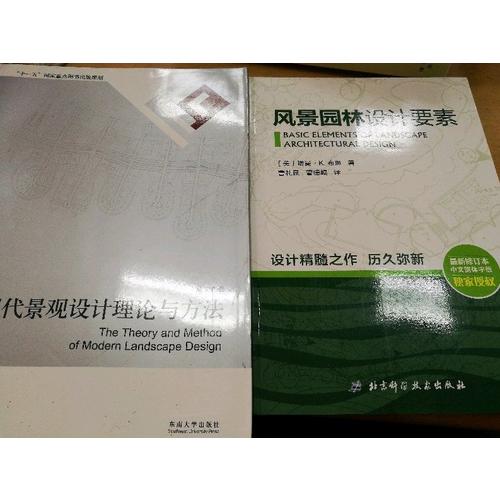 "十一五"国家重点图书出版规划
代景观设计理论与方法
The Theory and Method
of Modern Landscape Design
东南大学出版社
Southeast University Press
风景园林设计要素
BASIC ELEMENTS OF LANDSCAPE
ARCHITECTURAL DESIGN
[美] 诺曼·K.布思 著
曹礼昆 曹德鲲 译
设计精髓之作 历久弥新
最新修订本
中文简体字版
独家授权
北京科学技术出版社